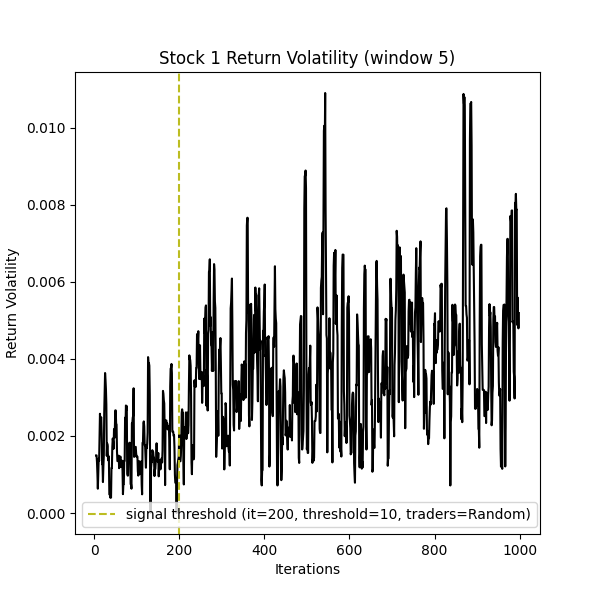 Stock 1 Return Volatility (window 5)
Return Volatility
0.010
0.008
0.006
0.004
0.002
0.000
signal threshold (it=200, threshold=10, traders=Random)
0 200 400 600 800 1000
Iterations